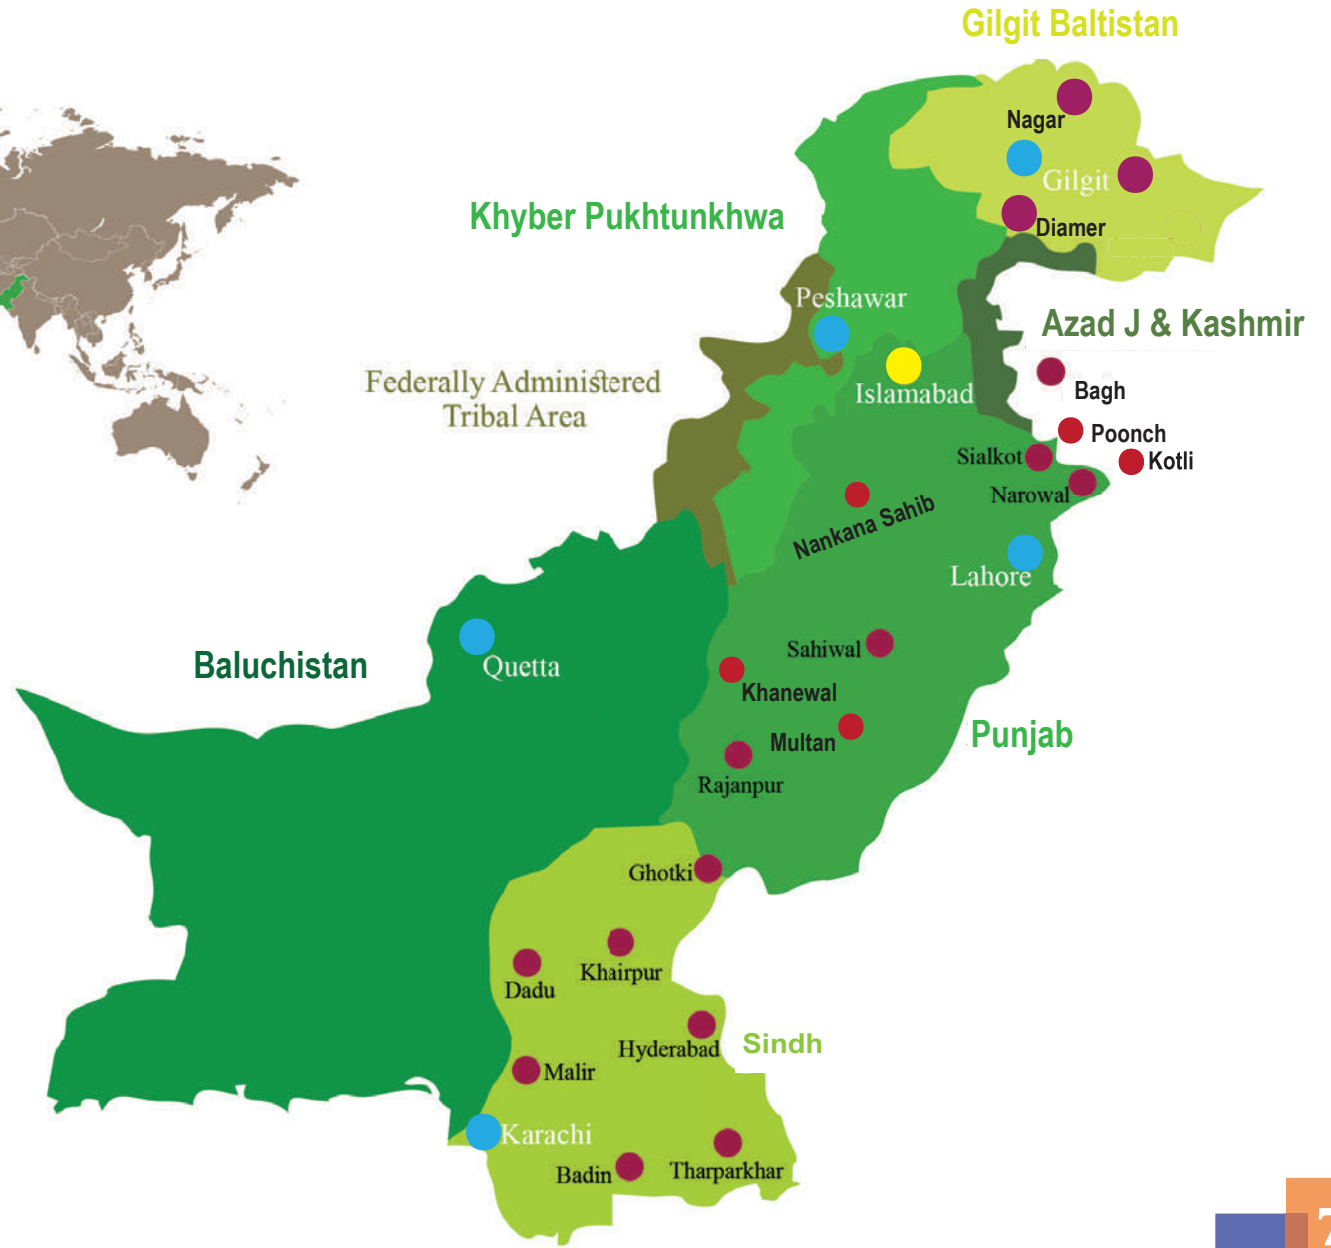 Gilgit Baltistan
Nagar
Gilgit
Khyber Pukhtunkhwa
Diamer
Peshawar
Azad J & Kashmir
Federally Administered
Tribal Area
Islamabad
Bagh
Poonch
Sialkot
Kotli
Narowal
Nankana Sahib
Lahore
Sahiwal
Baluchistan
Quetta
Khanewal
Punjab
Multan
Rajanpur
Ghotki
Khairpur
Dadu
Hyderabad
Sindh
Malir
Karachi
Badin
Tharparkhar